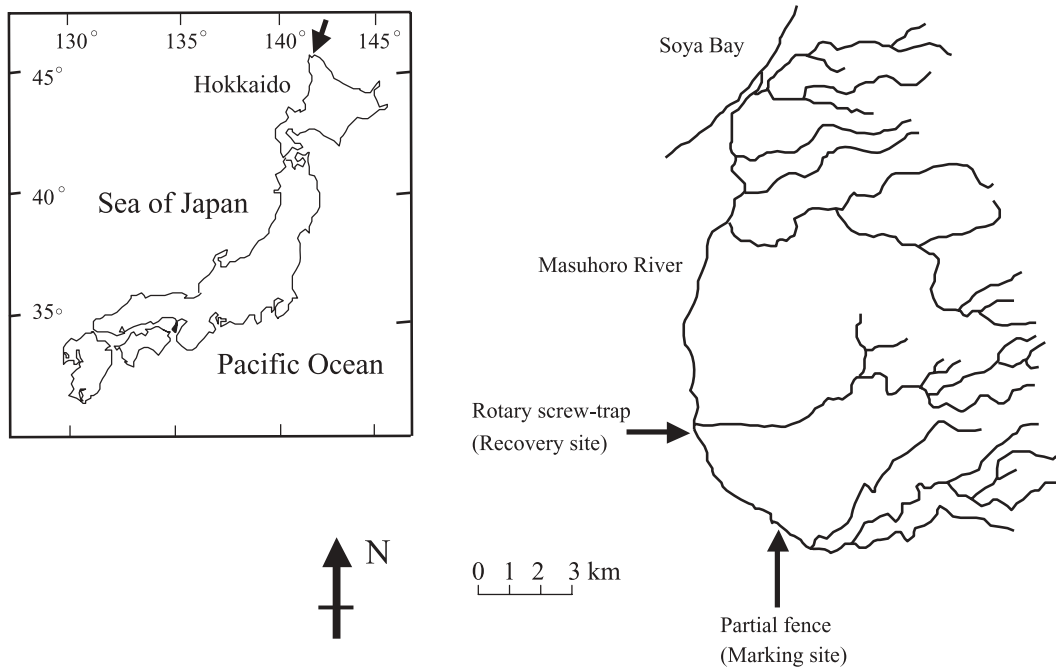 130° 135° 140° 145°
45°
Hokkaido
40°
Sea of Japan
35°
Pacific Ocean
N
Soya Bay
Masuhoro River
Rotary screw-trap
(Recovery site)
0 1 2 3 km
Partial fence
(Marking site)